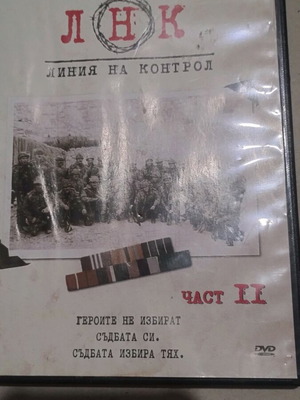 ЛНК
ЛИНИЯ НА КОНТРОЛ
ЧАСТ II
ГЕРОИТЕ НЕ ИЗБИРАТ
СЪДБАТА СИ.
СЪДБАТА ИЗБИРА ТЯХ.
DVD